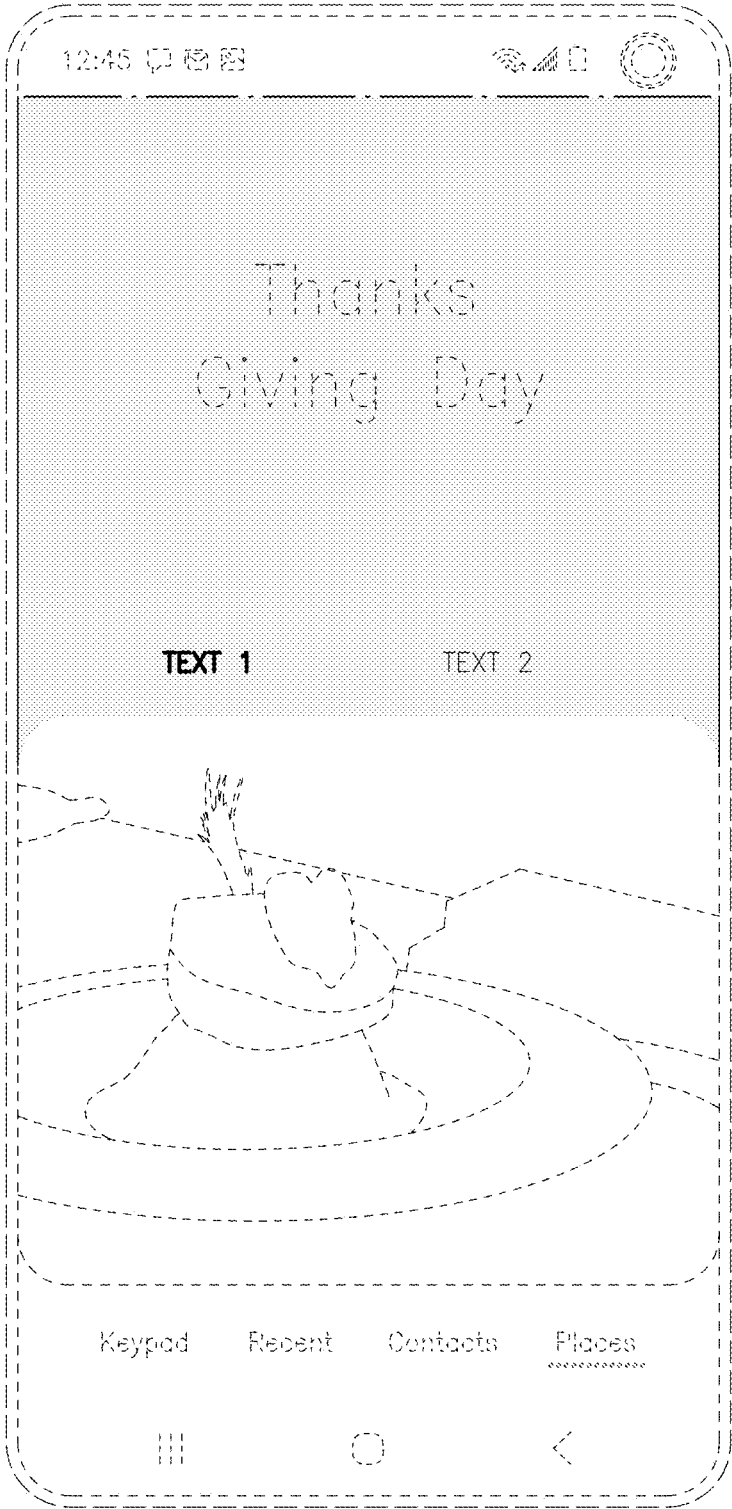 12:45
Thanks
Giving Day
TEXT 1 TEXT 2
Keypad Recent Contacts Places